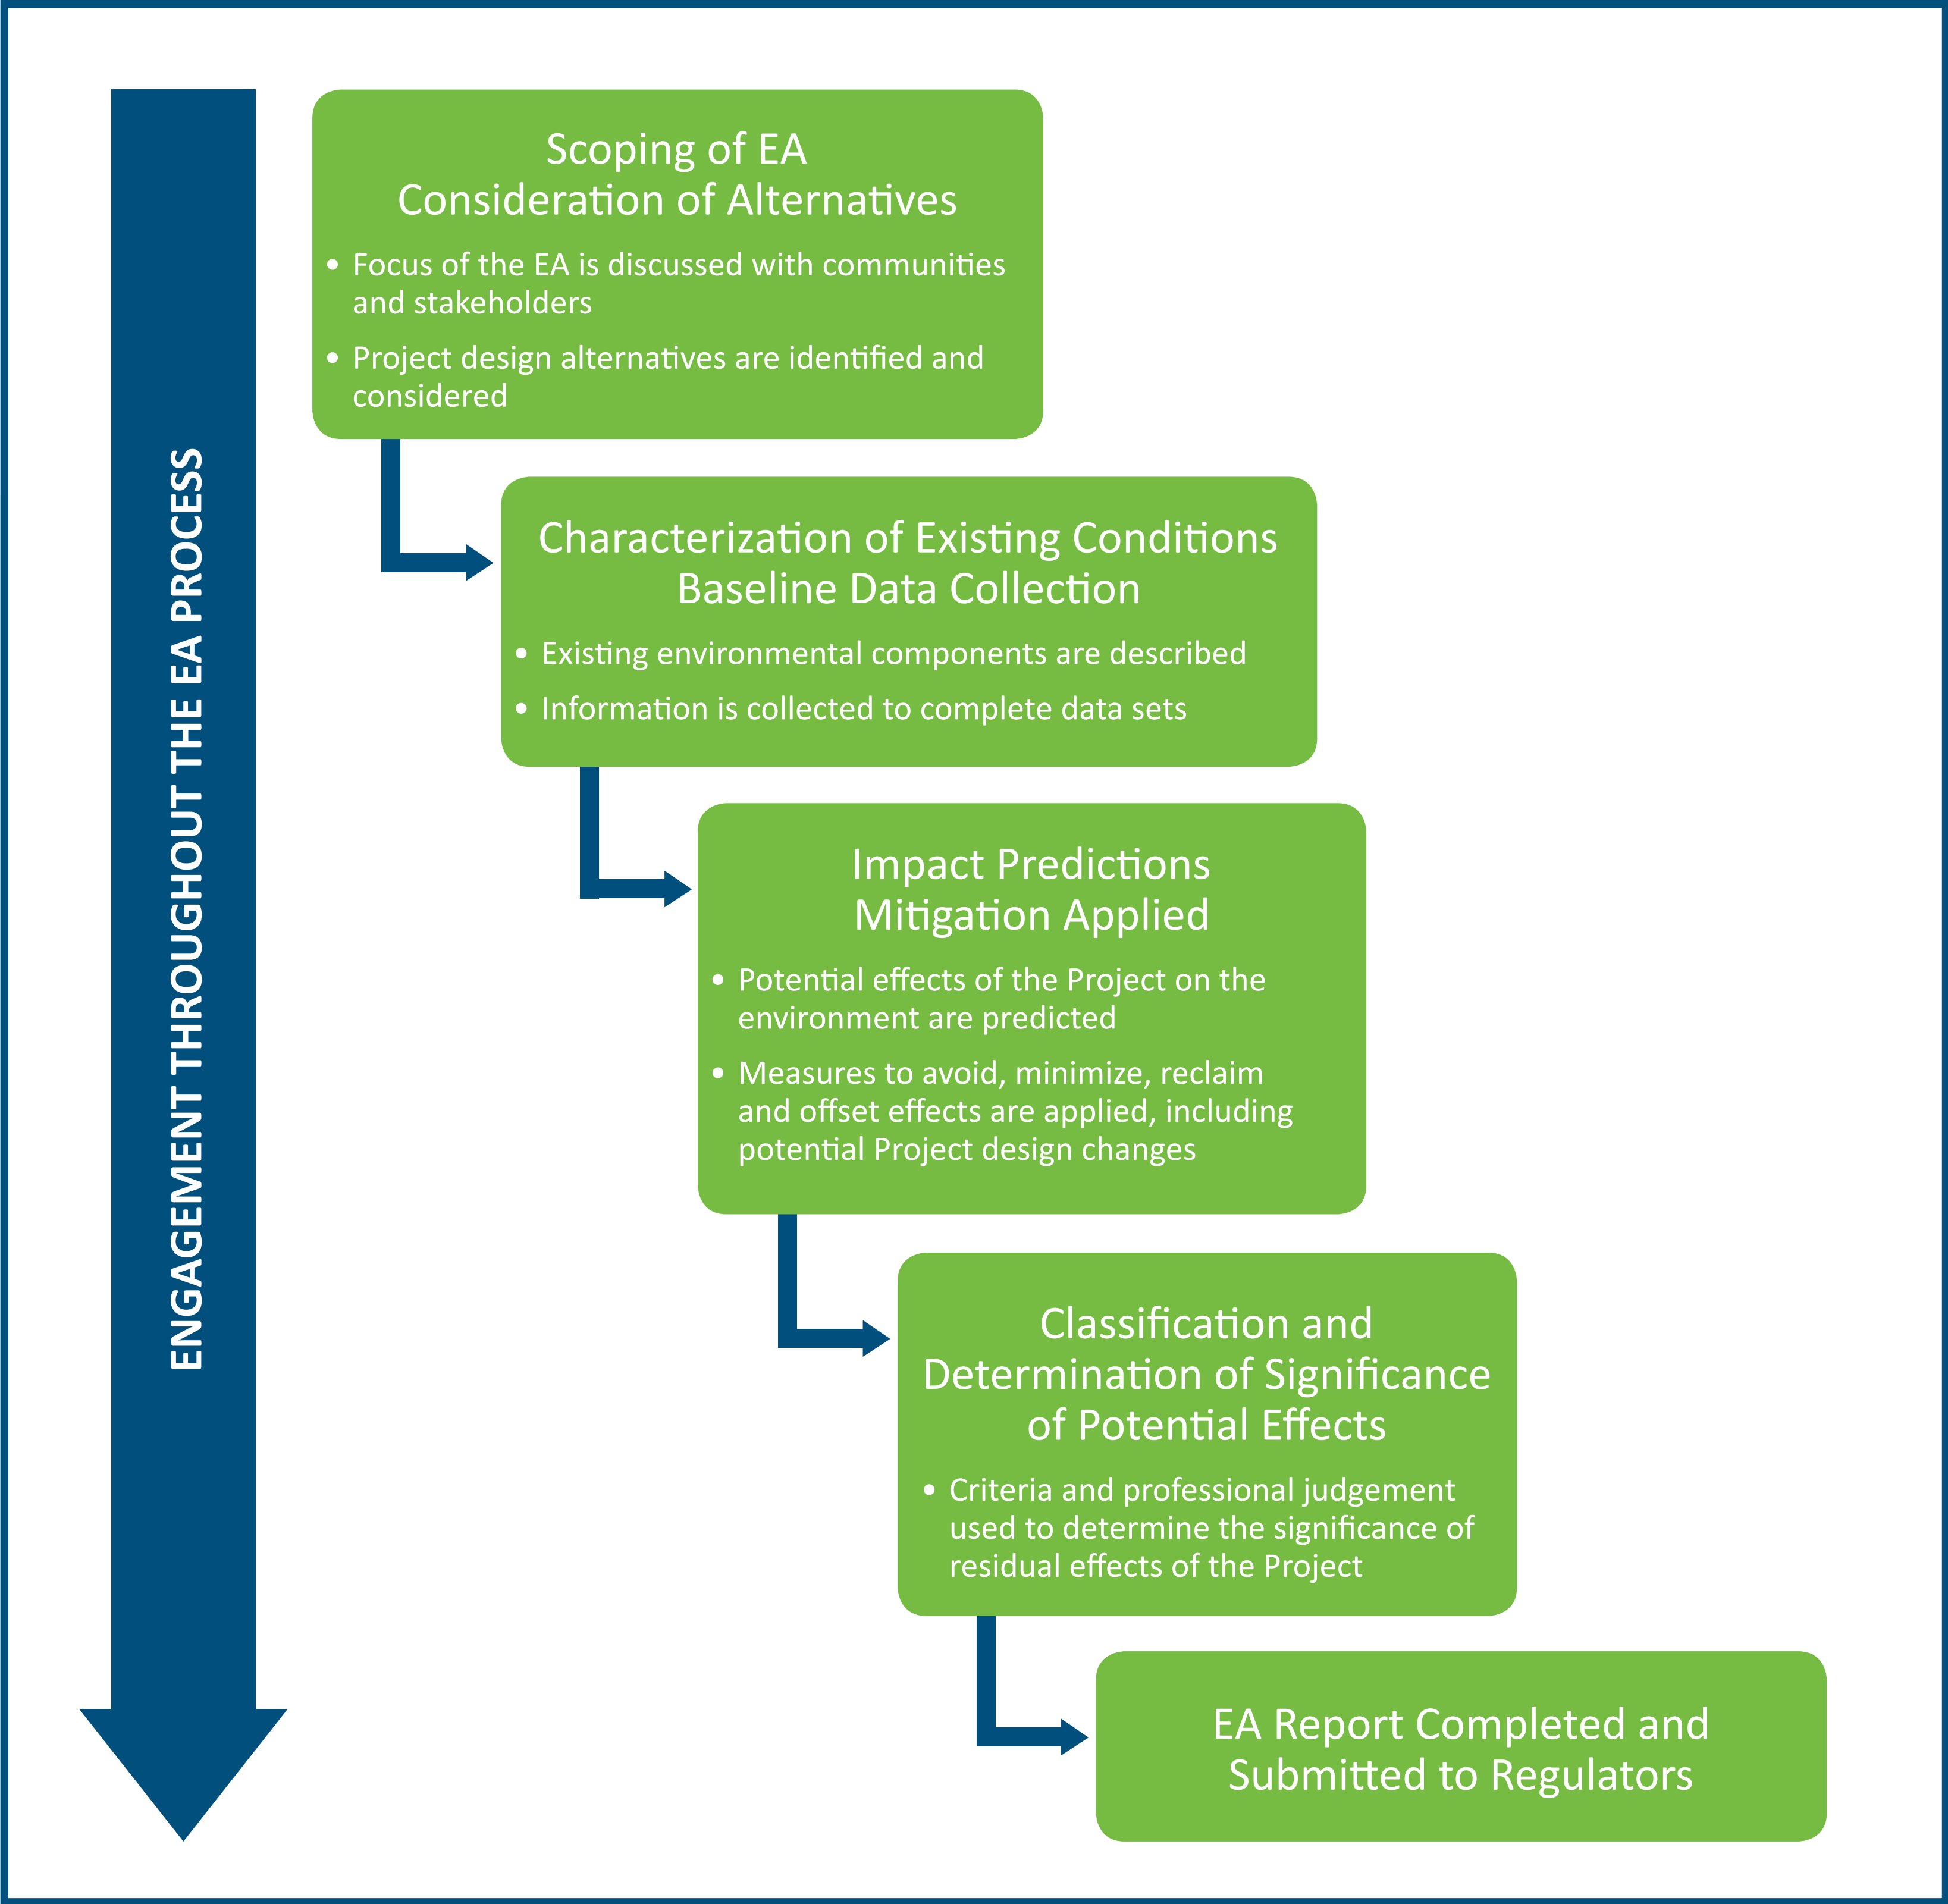 ENGAGEMENT THROUGHOUT THE EA PROCESS
Scoping of EA
Consideration of Alternatives
• Focus of the EA is discussed with communities
and stakeholders
• Project design alternatives are identified and
considered
Characterization of Existing Conditions
Baseline Data Collection
• Existing environmental components are described
• Information is collected to complete data sets
Impact Predictions
Mitigation Applied
• Potential effects of the Project on the
environment are predicted
• Measures to avoid, minimize, reclaim
and offset effects are applied, including
potential Project design changes
Classification and
Determination of Significance
of Potential Effects
• Criteria and professional judgement
used to determine the significance of
residual effects of the Project
EA Report Completed and
Submitted to Regulators